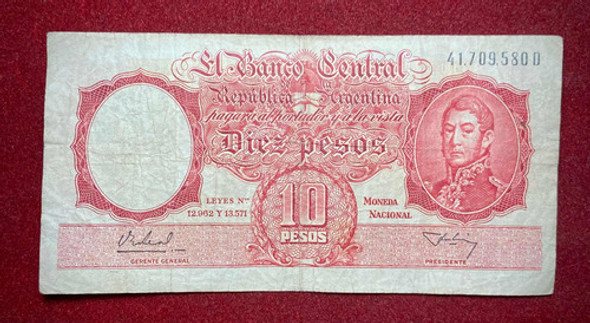 41.709.580 D
El Banco Central
de la
República Argentina
pagará al portador y a la vista
Diez pesos
LEYES Nos
12.962 Y 13.571
10
PESOS
MONEDA
NACIONAL
GERENTE GENERAL
PRESIDENTE